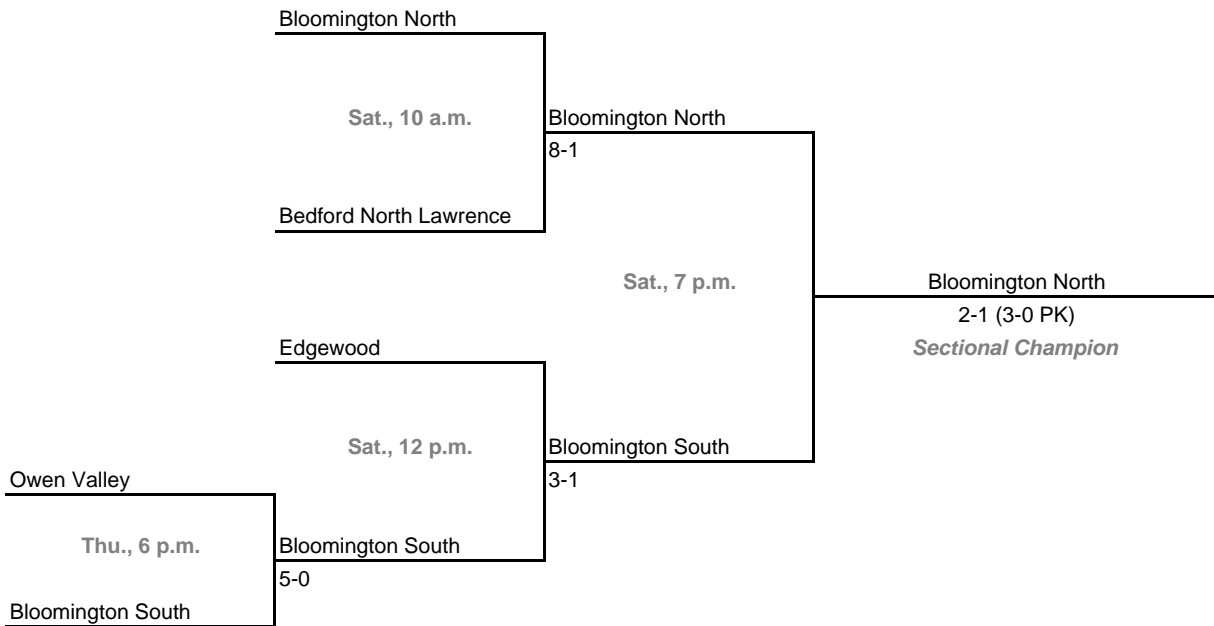 Bloomington North
Sat., 10 a.m.
Bloomington North
8-1
Bedford North Lawrence
Sat., 7 p.m.
Bloomington North
2-1 (3-0 PK)
Sectional Champion
Edgewood
Sat., 12 p.m.
Bloomington South
3-1
Owen Valley
Thu., 6 p.m.
Bloomington South
5-0
Bloomington South